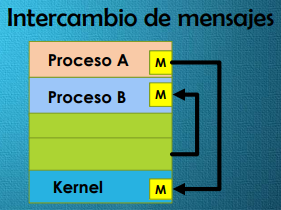 Intercambio de mensajes
Proceso A M
Proceso B M
Kernel M